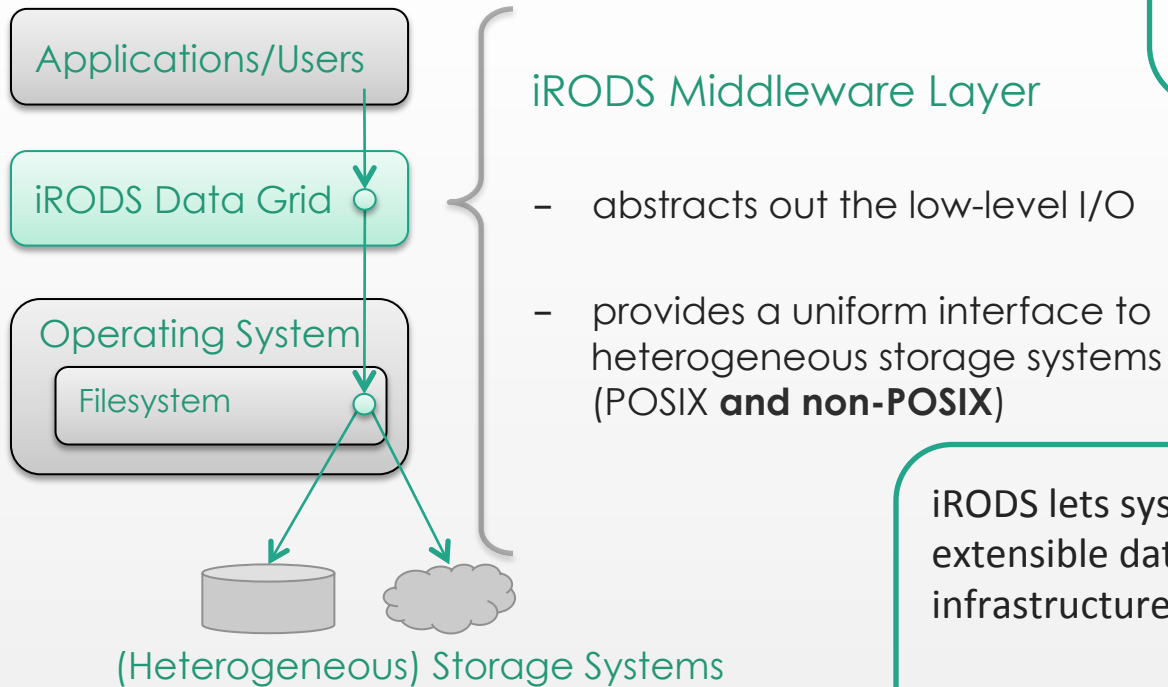 Applications/Users
iRODS Data Grid
Operating System
Filesystem
(Heterogeneous) Storage Systems
iRODS Middleware Layer
- abstracts out the low-level I/O
- provides a uniform interface to
heterogeneous storage systems
(POSIX and non-POSIX)
iRODS lets sys
extensible dat
infrastructure